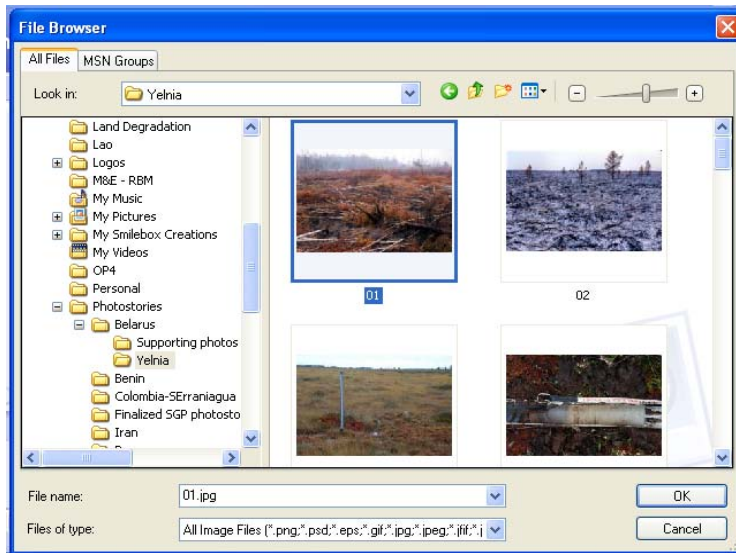 File Browser
All Files
MSN Groups
Look in:
Yelnia
Land Degradation
Lao
Logos
M&E - RBM
My Music
My Pictures
My Smilebox Creations
My Videos
OP4
Personal
Photostories
Belarus
Supporting photos
Yelnia
Benin
Colombia-SErraniagua
Finalized SGP photosto
Iran
01
02
File name:
01.jpg
OK
Files of type:
All Image Files (*.png;*.psd;*.eps;*.gif;*.jpg;*.jpeg;*.jfif;*.j
Cancel